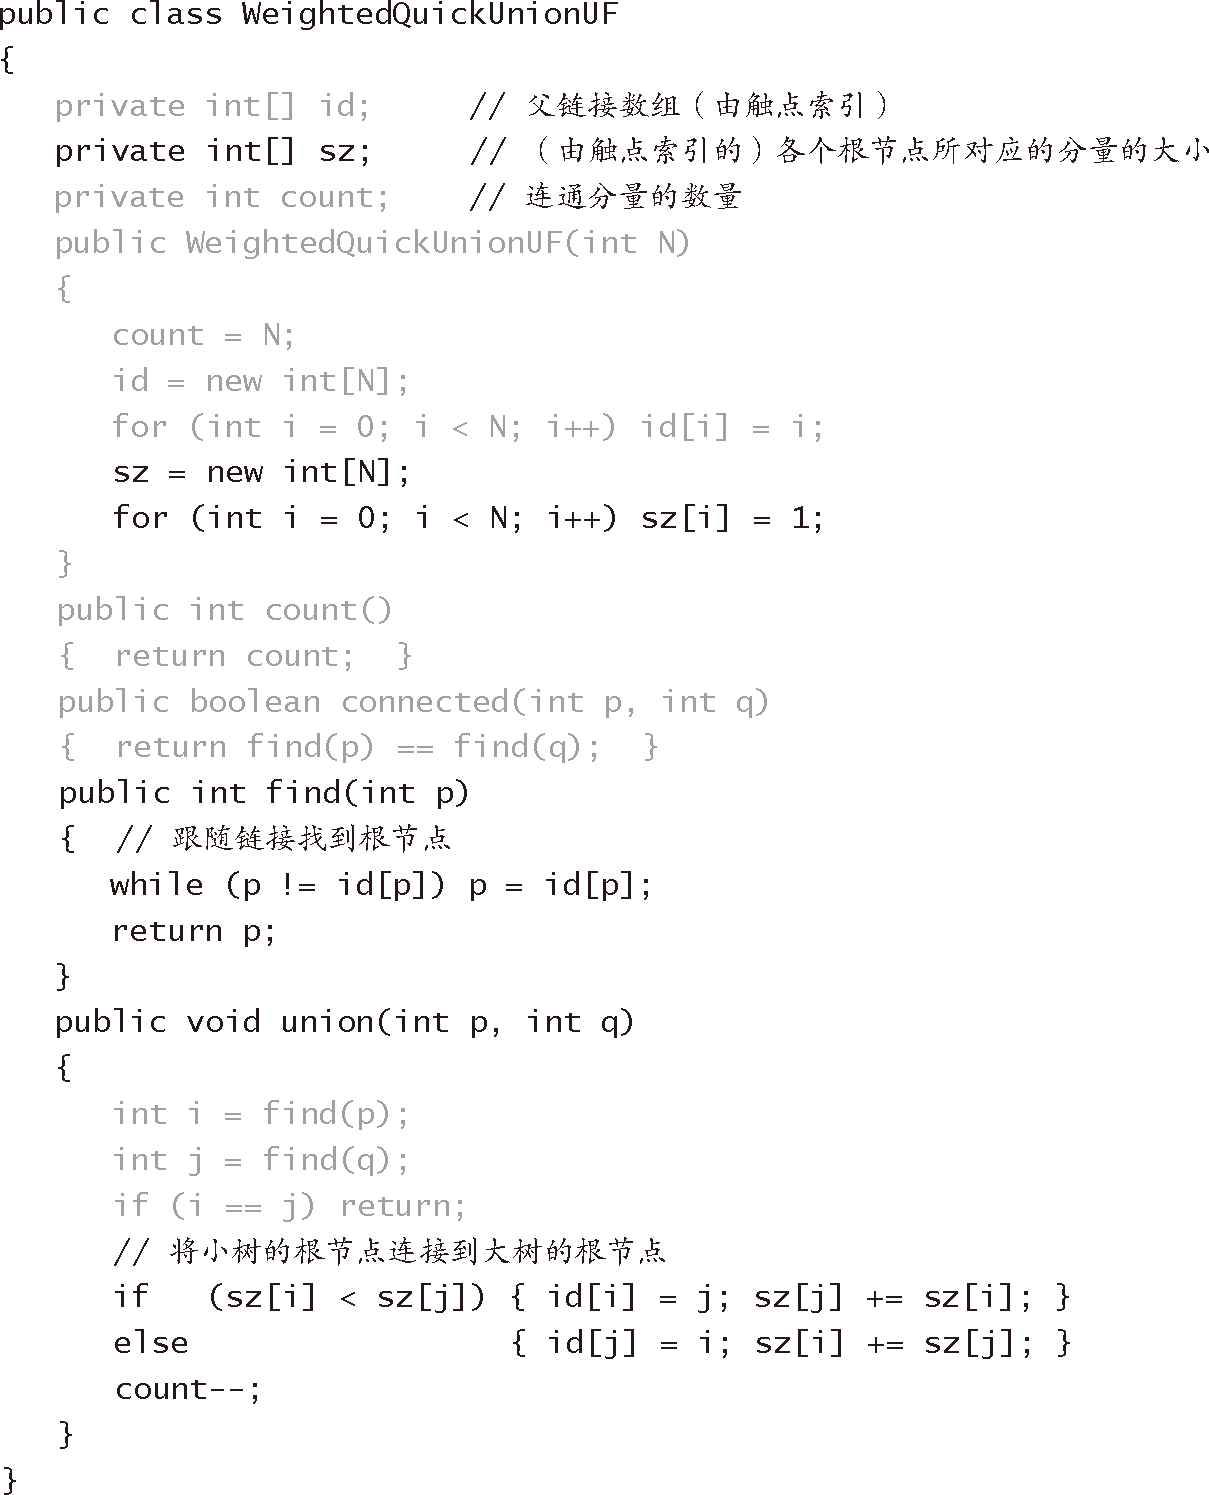 public class WeightedQuickUnionUF
{
   private int[] id;     // 父链接数组（由触点索引）
   private int[] sz;     // （由触点索引的）各个根节点所对应的分量的大小
   private int count;    // 连通分量的数量
   public WeightedQuickUnionUF(int N)
   {
      count = N;
      id = new int[N];
      for (int i = 0; i < N; i++) id[i] = i;
      sz = new int[N];
      for (int i = 0; i < N; i++) sz[i] = 1;
   }
   public int count()
   {  return count;  }
   public boolean connected(int p, int q)
   {  return find(p) == find(q);  }
   public int find(int p)
   {  // 跟随链接找到根节点
      while (p != id[p]) p = id[p];
      return p;
   }
   public void union(int p, int q)
   {
      int i = find(p);
      int j = find(q);
      if (i == j) return;
      // 将小树的根节点连接到大树的根节点
      if   (sz[i] < sz[j]) { id[i] = j; sz[j] += sz[i]; }
      else                 { id[j] = i; sz[i] += sz[j]; }
      count--;
   }
}